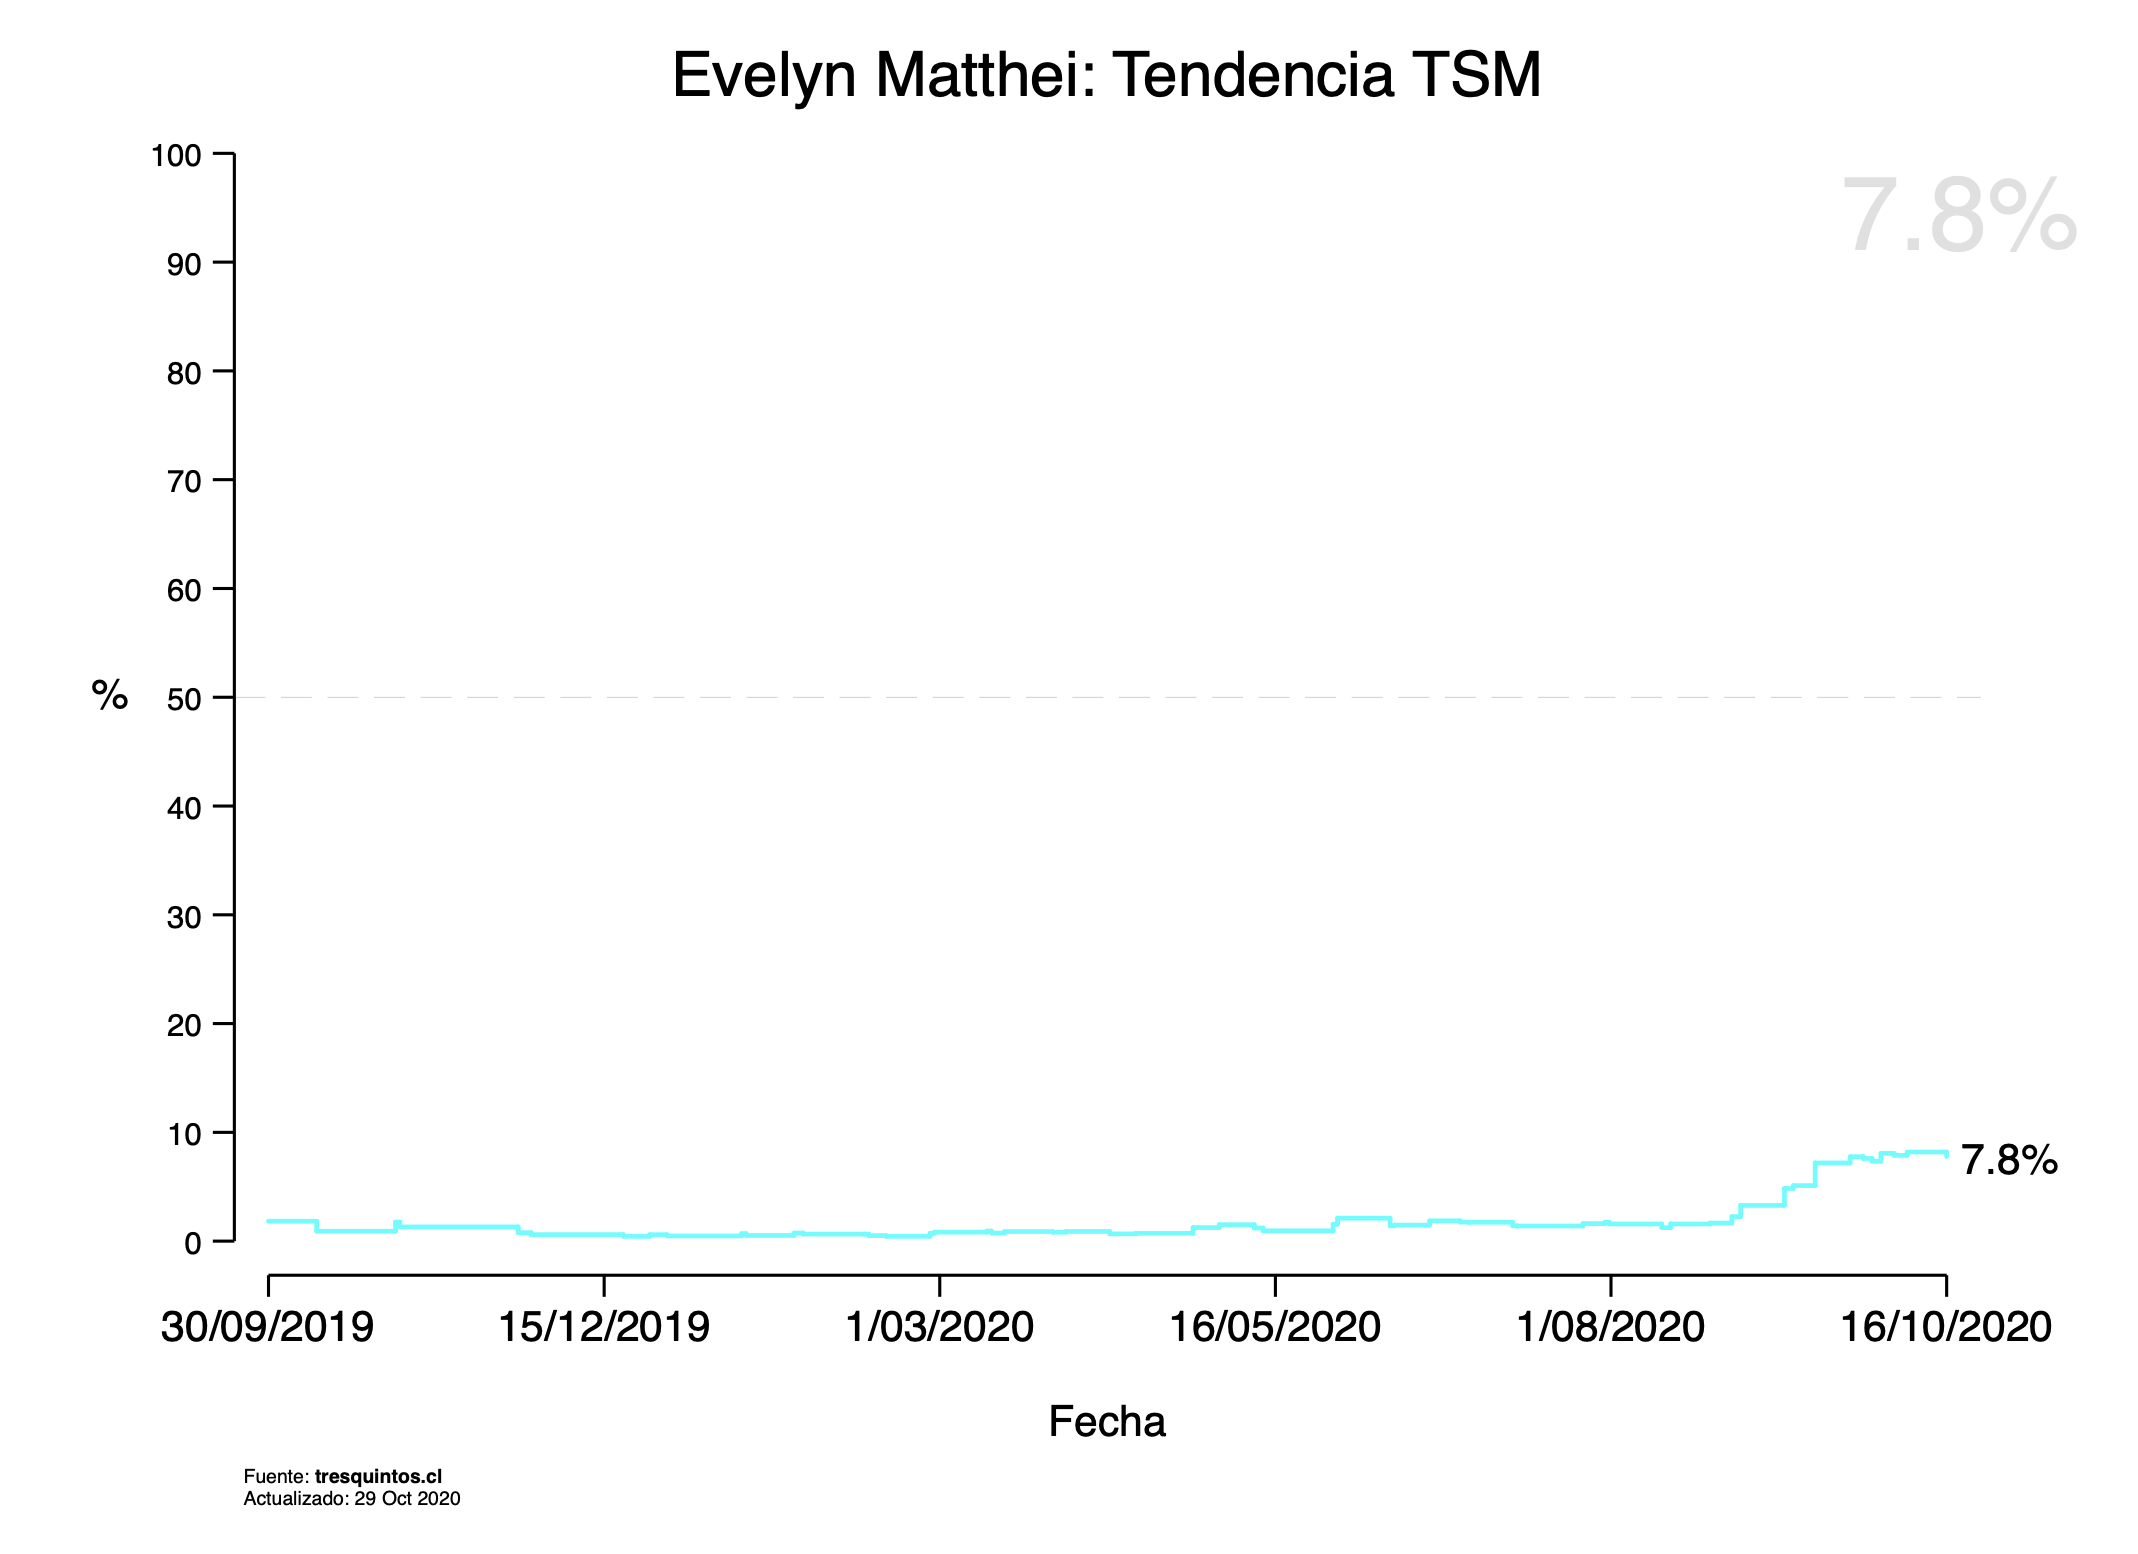 Evelyn Matthei: Tendencia TSM
7.8%
100
90
80
70
60
50
40
30
20
10
0
%
7.8%
30/09/2019 15/12/2019 1/03/2020 16/05/2020 1/08/2020 16/10/2020
Fecha
Fuente: tresquintos.cl
Actualizado: 29 Oct 2020